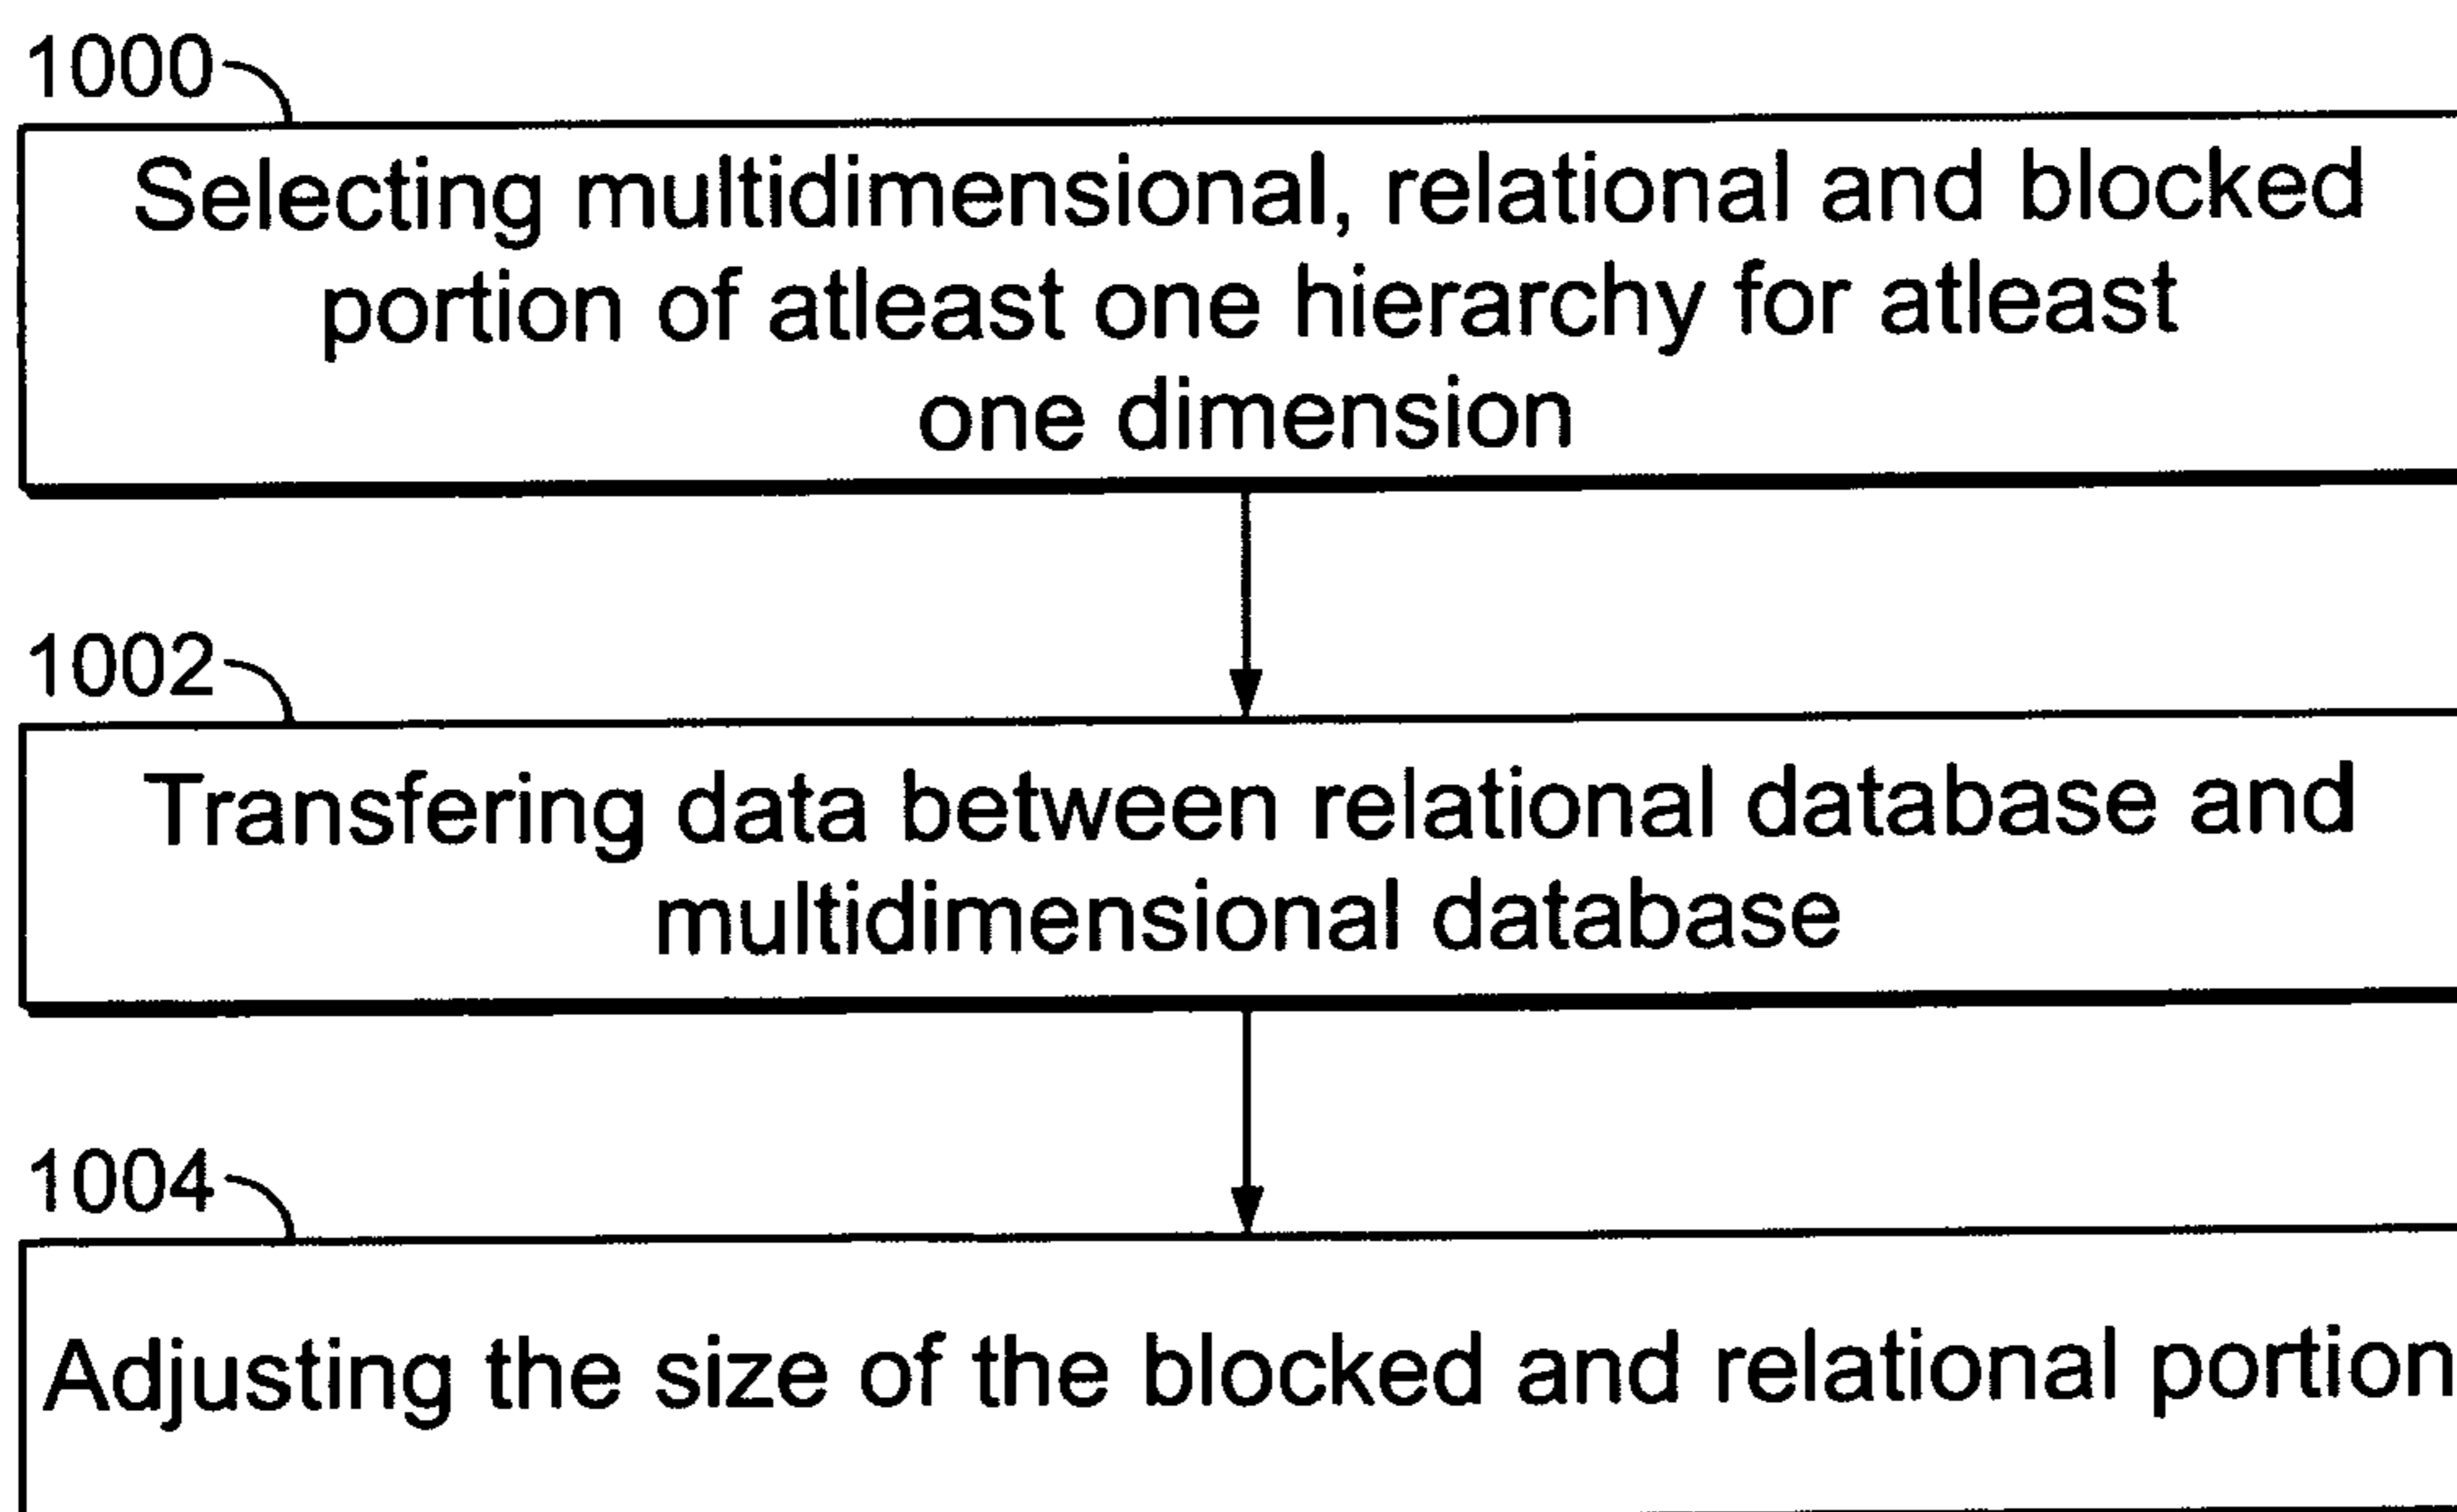 1000
Selecting multidimensional, relational and blocked
portion of atleast one hierarchy for atleast
one dimension
1002
Transfering data between relational database and
multidimensional database
1004
Adjusting the size of the blocked and relational portion